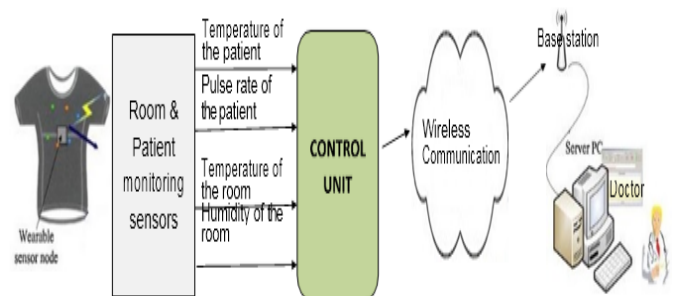 Wearable
sensor node
Room &
Patient
monitoring
sensors
Temperature of
the patient
Pulse rate of
the patient
Temperature of
the room
Humidity of the
room
CONTROL
UNIT
Wireless
Communication
Base station
Server PC
Doctor